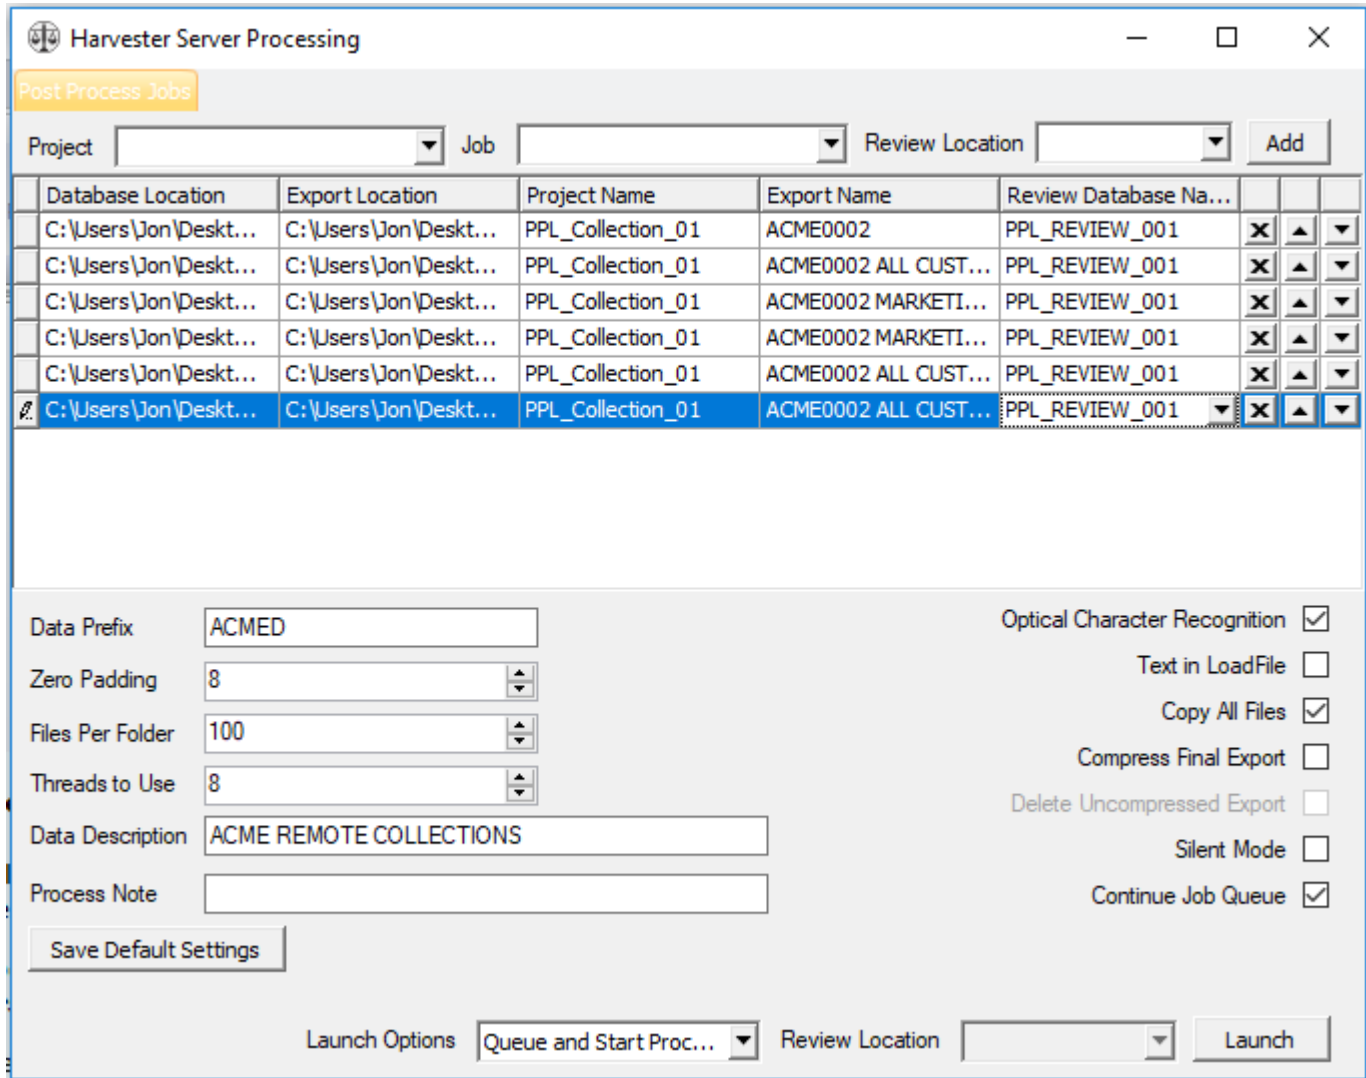 Harvester Server Processing
Post Process Jobs
Project Job Review Location Add
Database Location Export Location Project Name Export Name Review Database Na...
C:\Users\Jon\Deskt... C:\Users\Jon\Deskt... PPL_Collection_01 ACME0002 PPL_REVIEW_001
C:\Users\Jon\Deskt... C:\Users\Jon\Deskt... PPL_Collection_01 ACME0002 ALL CUST... PPL_REVIEW_001
C:\Users\Jon\Deskt... C:\Users\Jon\Deskt... PPL_Collection_01 ACME0002 MARKETI... PPL_REVIEW_001
C:\Users\Jon\Deskt... C:\Users\Jon\Deskt... PPL_Collection_01 ACME0002 MARKETI... PPL_REVIEW_001
C:\Users\Jon\Deskt... C:\Users\Jon\Deskt... PPL_Collection_01 ACME0002 ALL CUST... PPL_REVIEW_001
C:\Users\Jon\Deskt... C:\Users\Jon\Deskt... PPL_Collection_01 ACME0002 ALL CUST... PPL_REVIEW_001
Data Prefix ACMED
Zero Padding 8
Files Per Folder 100
Threads to Use 8
Data Description ACME REMOTE COLLECTIONS
Process Note
Save Default Settings
Optical Character Recognition
Text in LoadFile
Copy All Files
Compress Final Export
Delete Uncompressed Export
Silent Mode
Continue Job Queue
Launch Options Queue and Start Proc... Review Location Launch